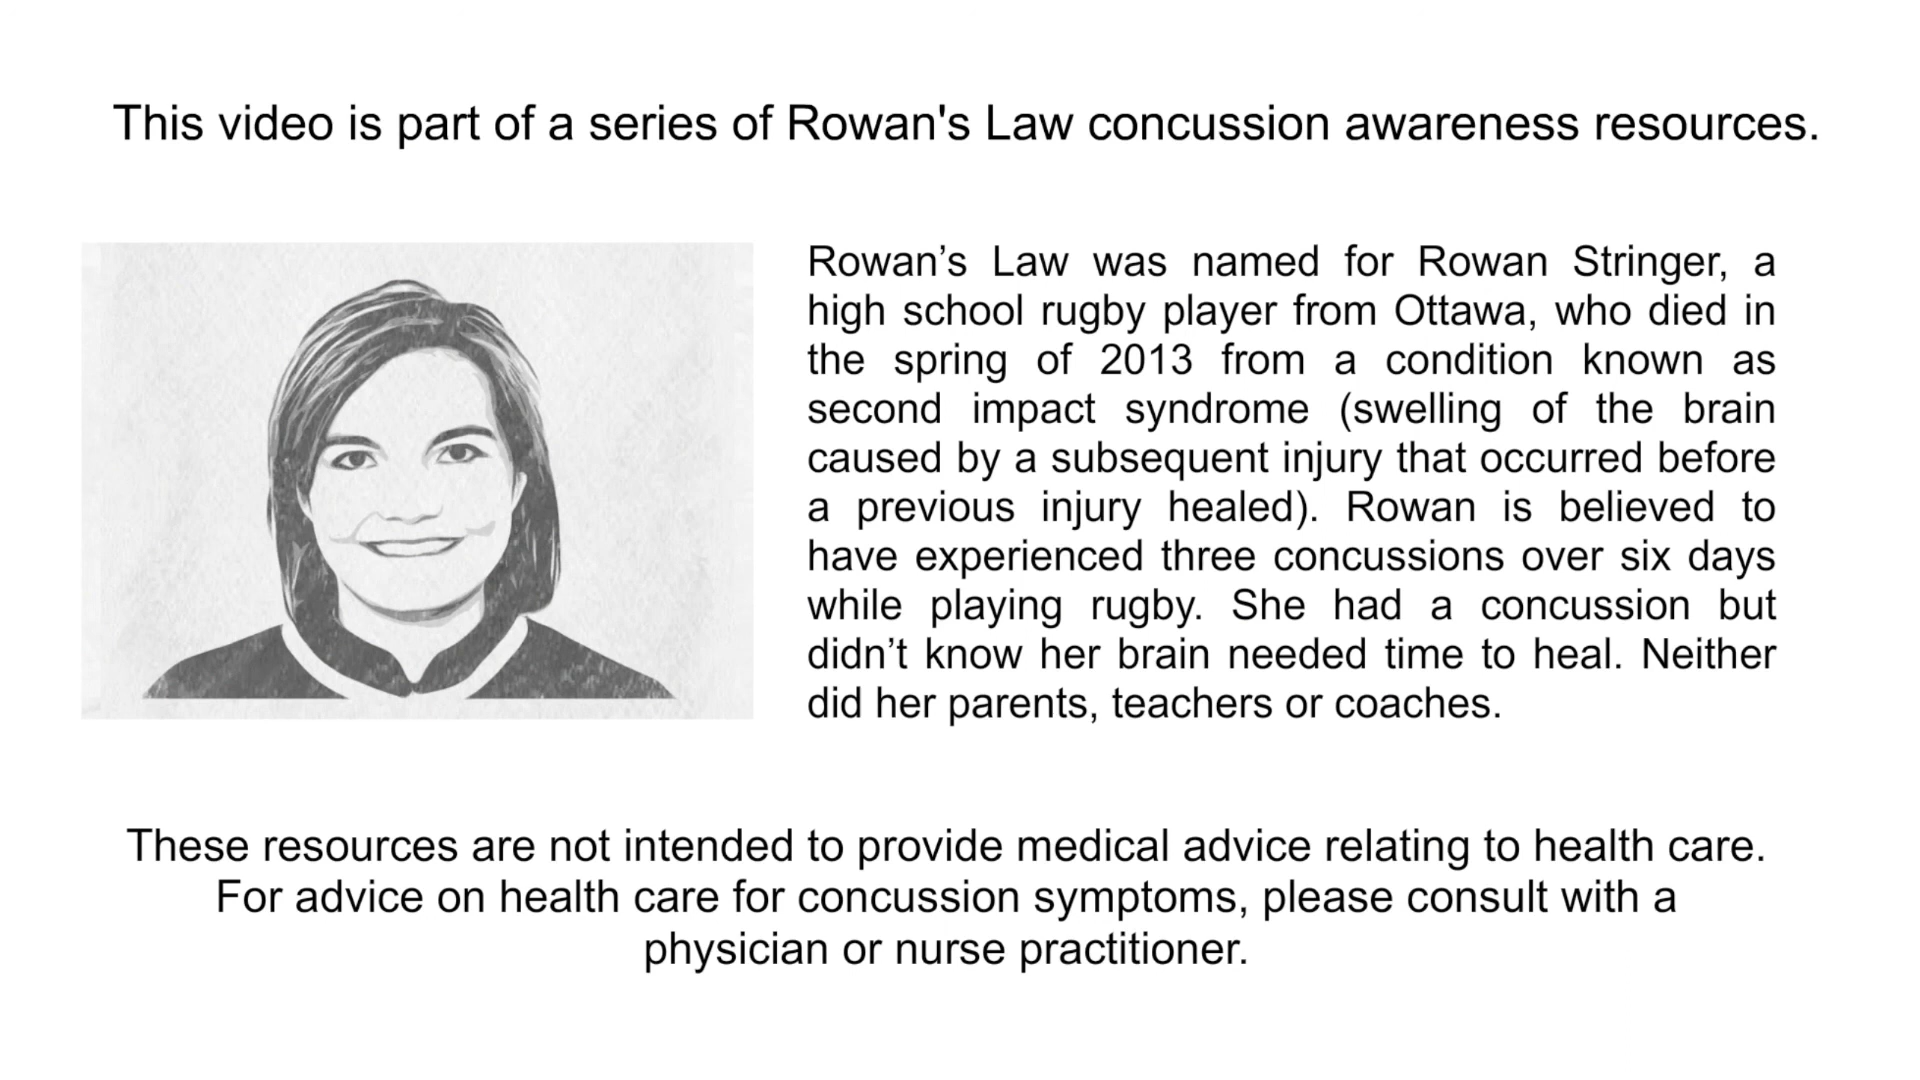 This video is part of a series of Rowan's Law concussion awareness resources.
Rowan’s Law was named for Rowan Stringer, a
high school rugby player from Ottawa, who died in
the spring of 2013 from a condition known as
second impact syndrome (swelling of the brain
caused by a subsequent injury that occurred before
a previous injury healed). Rowan is believed to
have experienced three concussions over six days
while playing rugby. She had a concussion but
didn’t know her brain needed time to heal. Neither
did her parents, teachers or coaches.
These resources are not intended to provide medical advice relating to health care.
For advice on health care for concussion symptoms, please consult with a
physician or nurse practitioner.